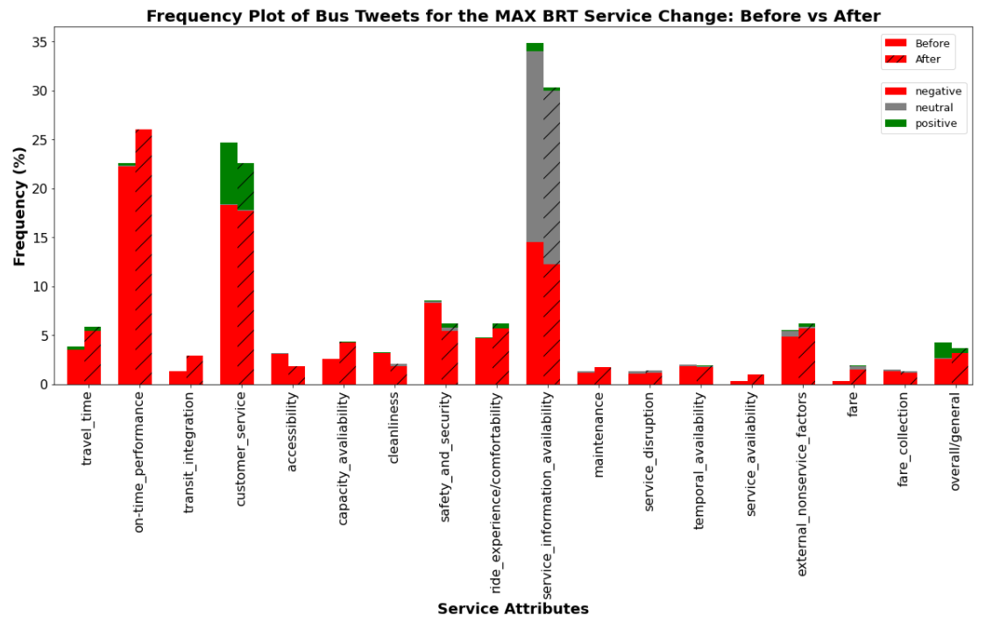 Frequency Plot of Bus Tweets for the MAX BRT Service Change: Before vs After
Before
After
negative
neutral
positive
Frequency (%)
35
30
25
20
15
10
5
0
travel_time
on-time_performance
transit_integration
customer_service
accessibility
capacity_avaliability
cleanliness
safety_and_security
ride_experience/comfortability
service_information_availability
maintenance
service_disruption
temporal_availability
service_availability
external_nonservice_factors
fare
fare_collection
overall/general
Service Attributes